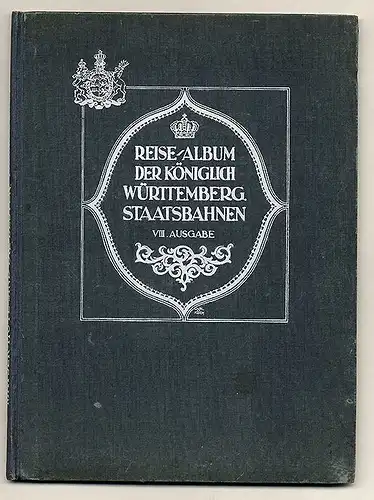 REISE-ALBUM
DER KÖNIGLICH
WÜRTTEMBERG.
STAATSBAHNEN
VIII. AUSGABE